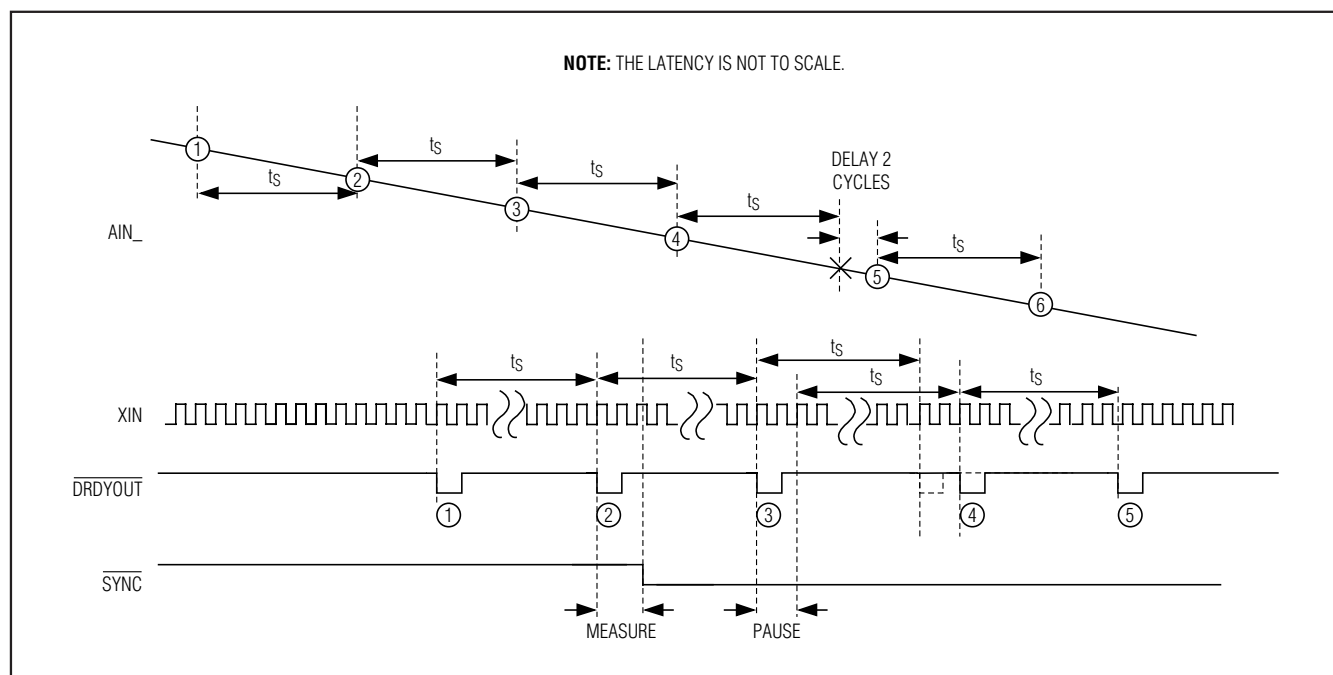 NOTE: THE LATENCY IS NOT TO SCALE.
1
2
3
4
5
6
tS
tS
tS
tS
tS
DELAY 2
CYCLES
AIN_
tS
tS
tS
tS
tS
XIN
DRDYOUT
1
2
3
4
5
SYNC
MEASURE
PAUSE